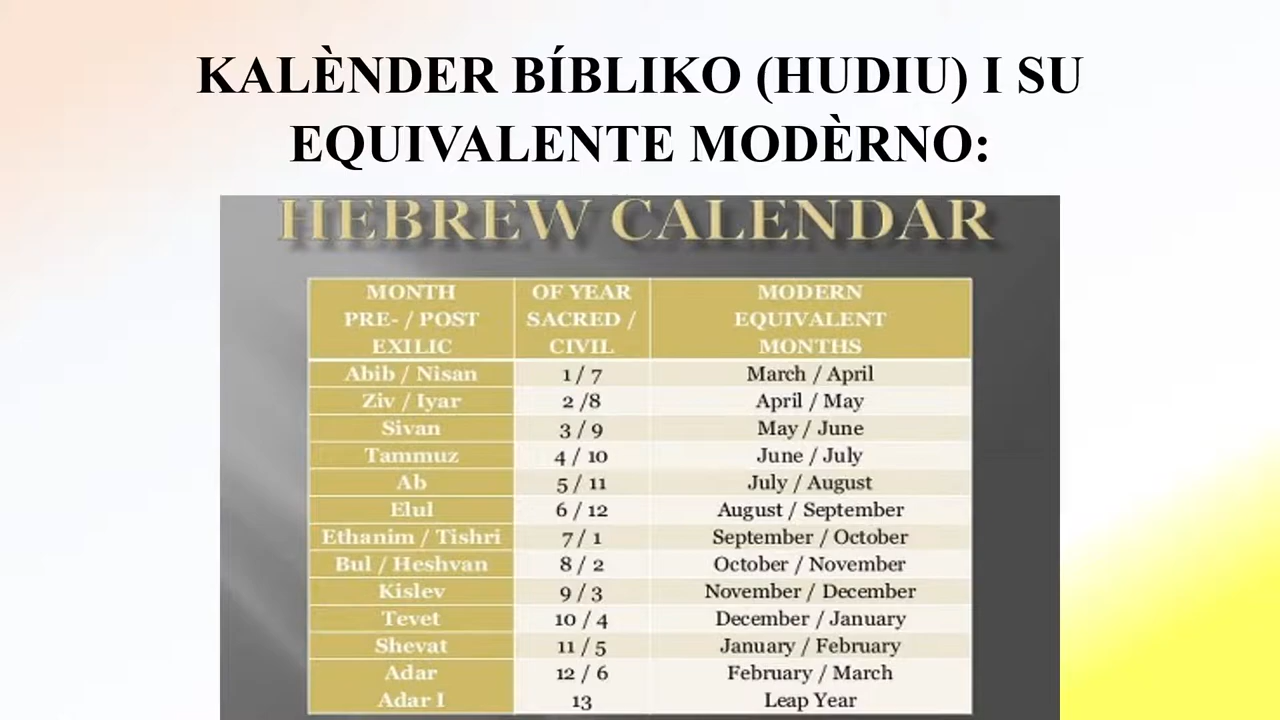 KALÈNDER BÍBLIKO (HUDIU) I SU
EQUIVALENTE MODÈRNO:
HEBREW CALENDAR
MONTH PRE- / POST EXILIC OF YEAR SACRED / CIVIL MODERN EQUIVALENT MONTHS
Abib / Nisan 1 / 7 March / April
Ziv / Iyar 2 /8 April / May
Sivan 3 / 9 May / June
Tammuz 4 / 10 June / July
Ab 5 / 11 July / August
Elul 6 / 12 August / September
Ethanim / Tishri 7 / 1 September / October
Bul / Heshvan 8 / 2 October / November
Kislev 9 / 3 November / December
Tevet 10 / 4 December / January
Shevat 11 / 5 January / February
Adar 12 / 6 February / March
Adar I 13 Leap Year